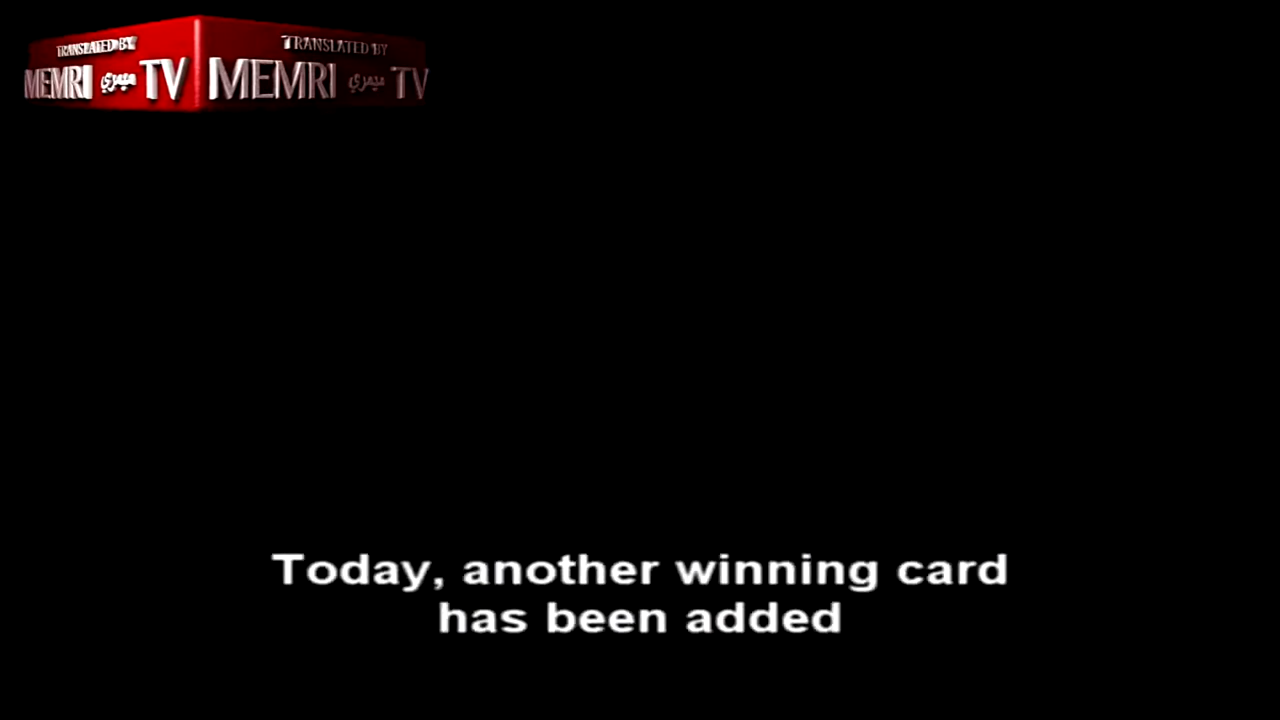 TRANSLATED BY
MEMRI ميمري TV
TRANSLATED BY
MEMRI ميمري TV
Today, another winning card
has been added